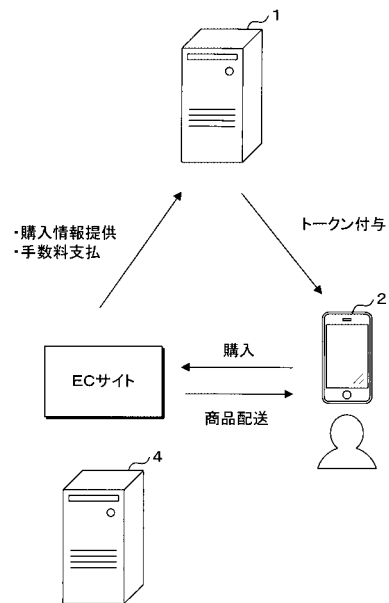 1
・購入情報提供
・手数料支払
トークン付与
2
購入
ECサイト
商品配送
4